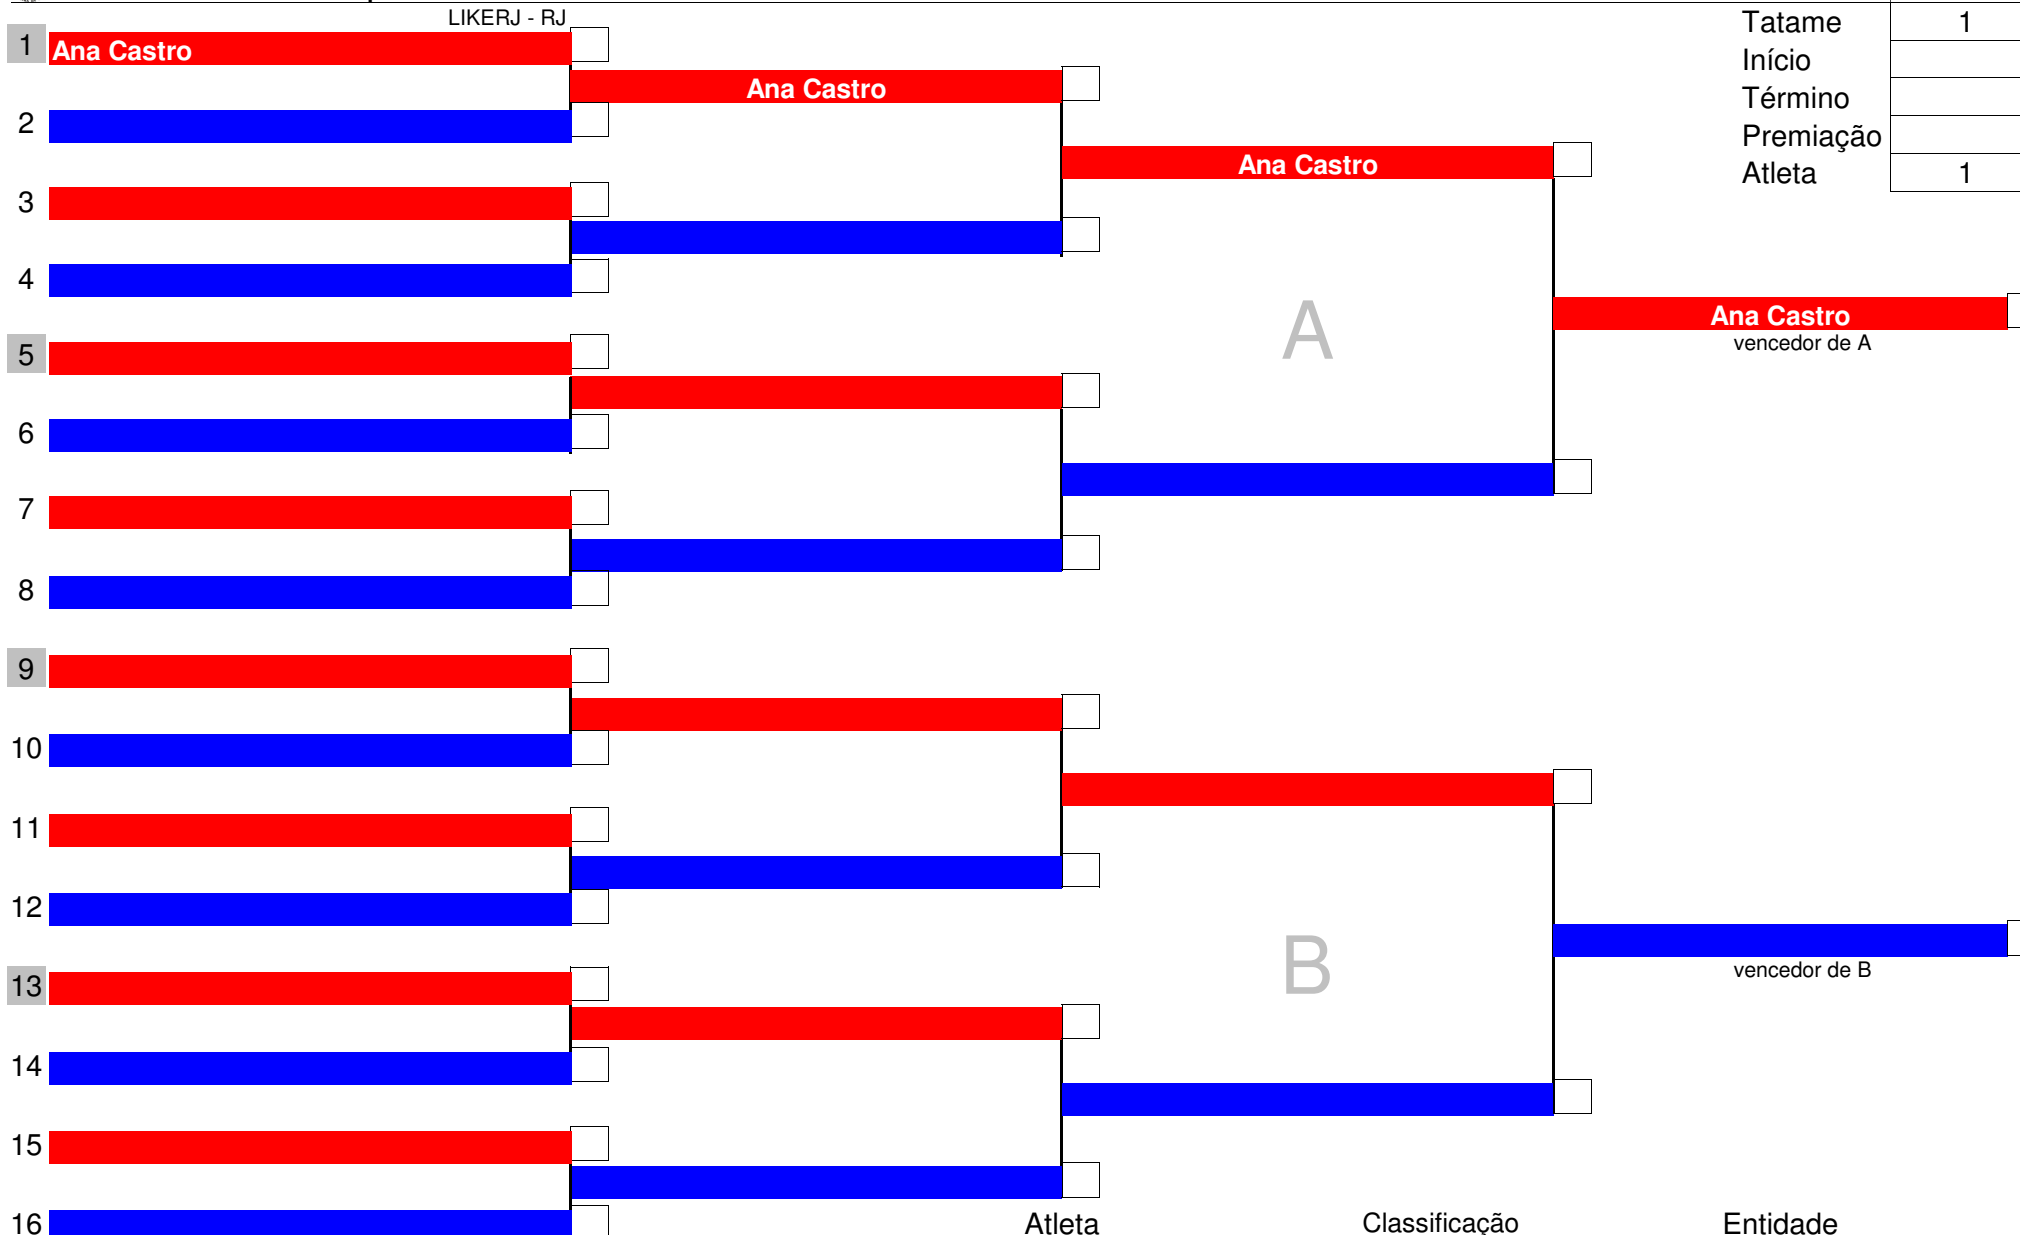 LIKERJ - RJ
Tatame 1
1 Ana Castro
Início
Ana Castro
Término
2
Premiação
Ana Castro
Atleta 1
3
4
A
Ana Castro
vencedor de A
5
6
7
8
9
10
11
12
B
vencedor de B
13
14
15
16
Atleta Classificação Entidade